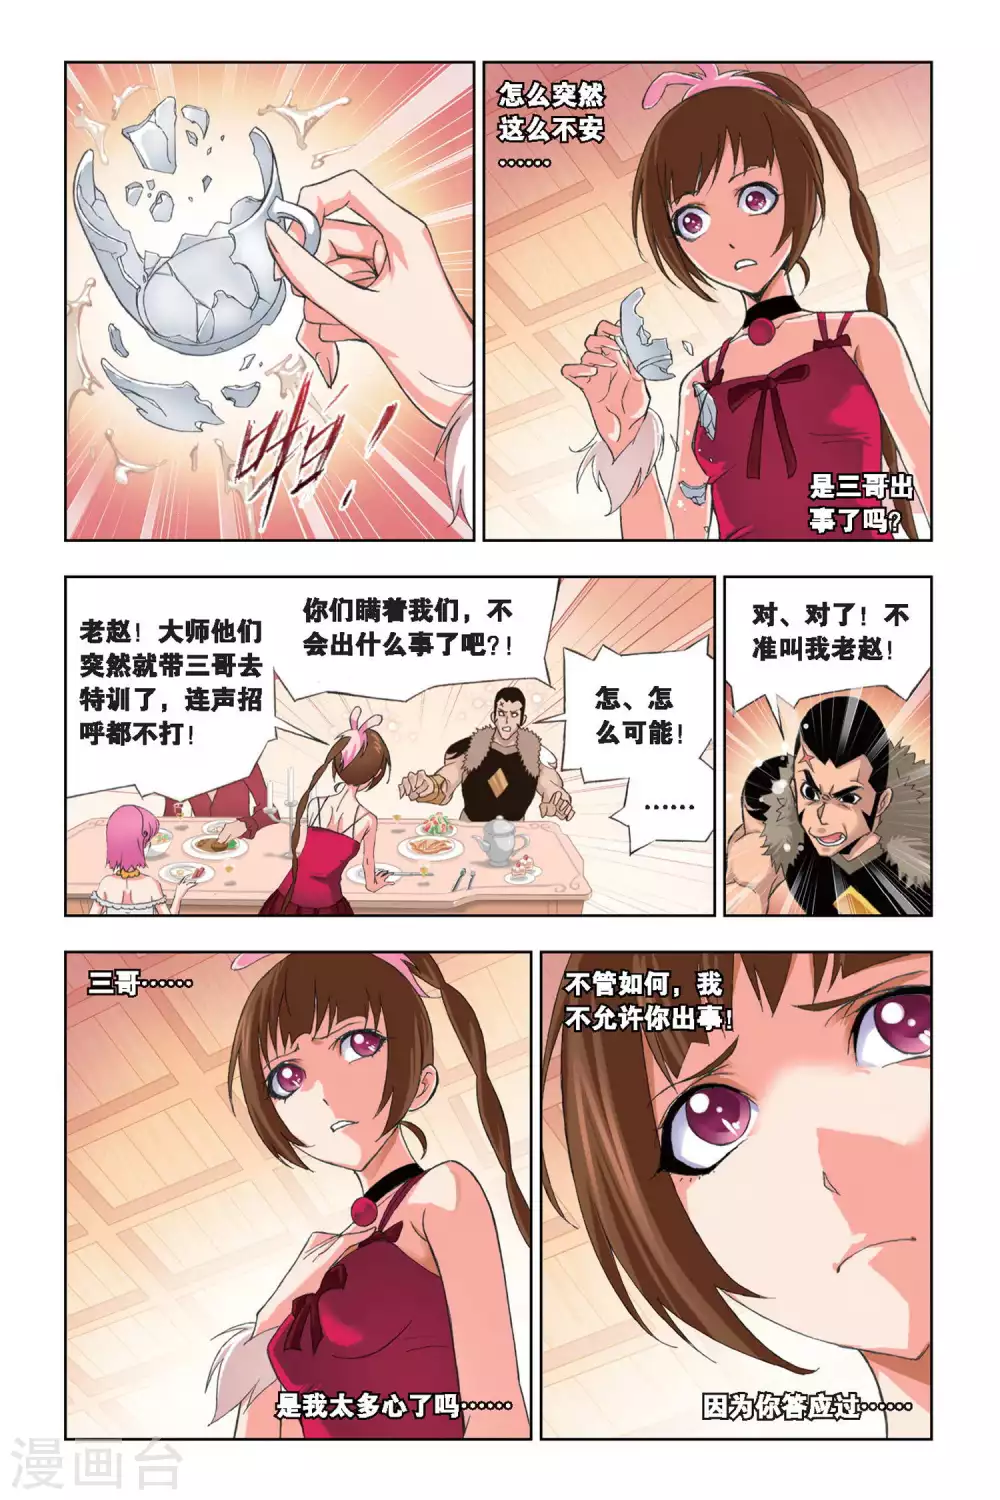 啪！
怎么突然
这么不安
……
是三哥出
事了吗？
老赵！大师他们
突然就带三哥去
特训了，连声招
呼都不打！
你们瞒着我们，不
会出什么事了吧？！
怎、怎
么可能！
……
对、对了！不
准叫我老赵！
三哥……
是我太多心了吗……
不管如何，我
不允许你出事！
因为你答应过……
漫画台